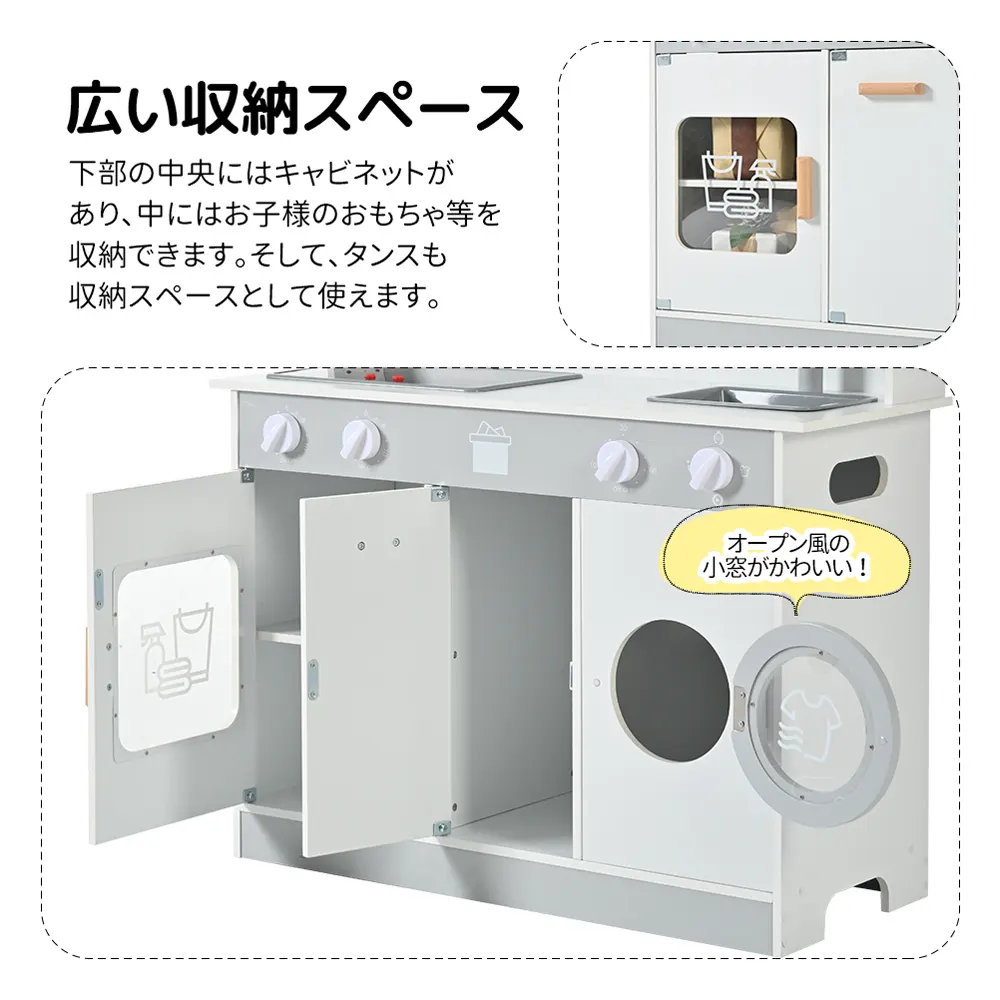 広い収納スペース
下部の中央にはキャビネットが
あり、中にはお子様のおもちゃ等を
収納できます。そして、タンスも
収納スペースとして使えます。
オープン風の
小窓がかわいい！